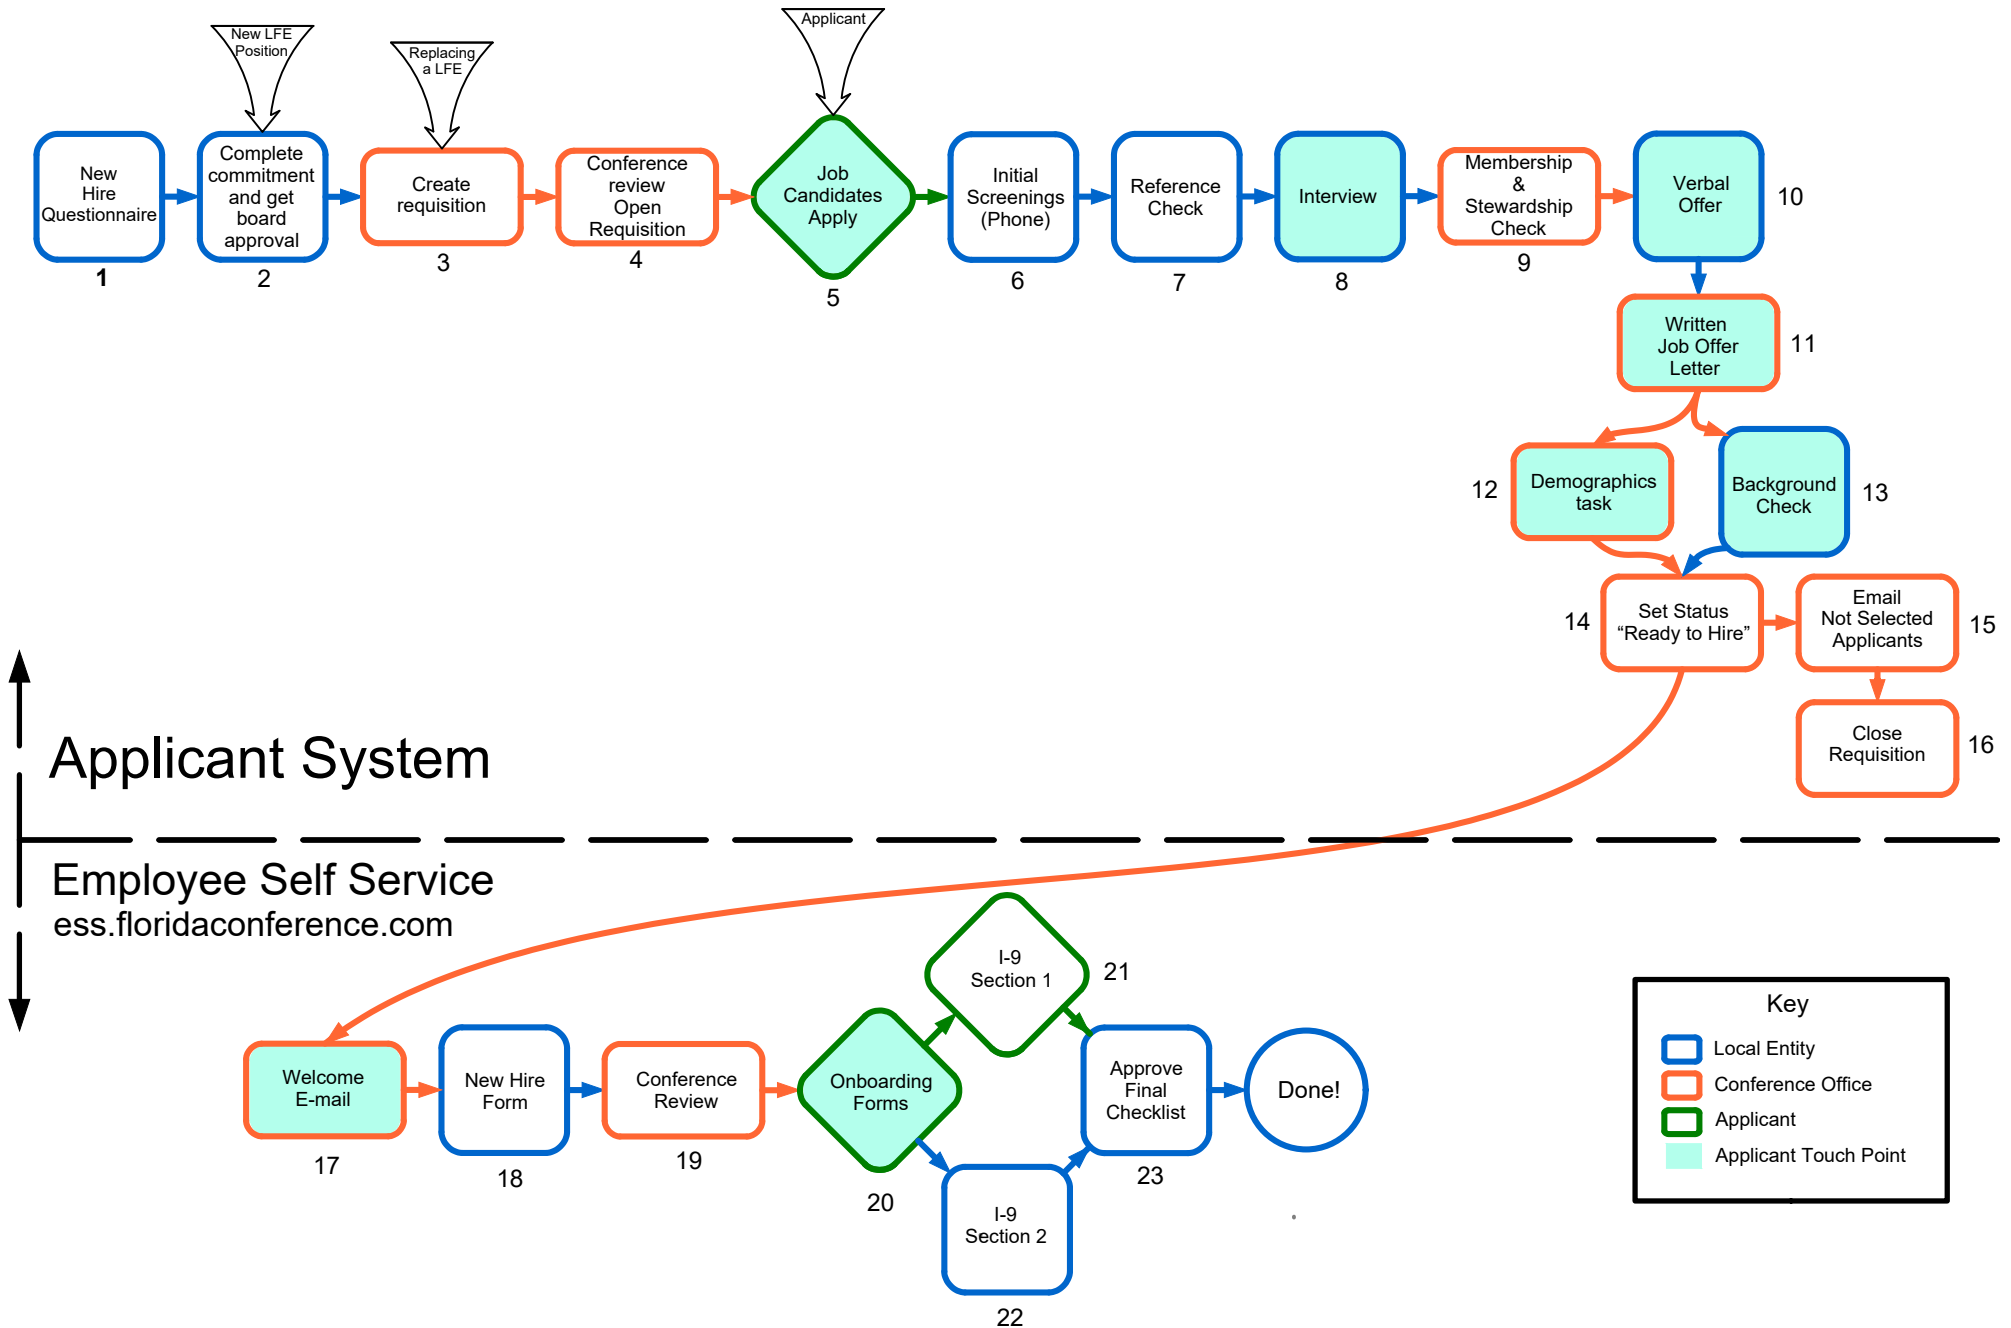 New LFE
Position
Replacing
a LFE
Applicant
New
Hire
Questionnaire
1
Complete
commitment
and get
board
approval
2
Create
requisition
3
Conference
review
Open
Requisition
4
Job
Candidates
Apply
5
Initial
Screenings
(Phone)
6
Reference
Check
7
Interview
8
Membership
&
Stewardship
Check
9
Verbal
Offer
10
Written
Job Offer
Letter
11
12
Demographics
task
Background
Check
13
14
Set Status
“Ready to Hire”
Email
Not Selected
Applicants
15
Close
Requisition
16
Applicant System
Employee Self Service
ess.floridaconference.com
Welcome
E-mail
17
New Hire
Form
18
Conference
Review
19
Onboarding
Forms
20
I-9
Section 1
21
I-9
Section 2
22
Approve
Final
Checklist
23
Done!
Key
Local Entity
Conference Office
Applicant
Applicant Touch Point